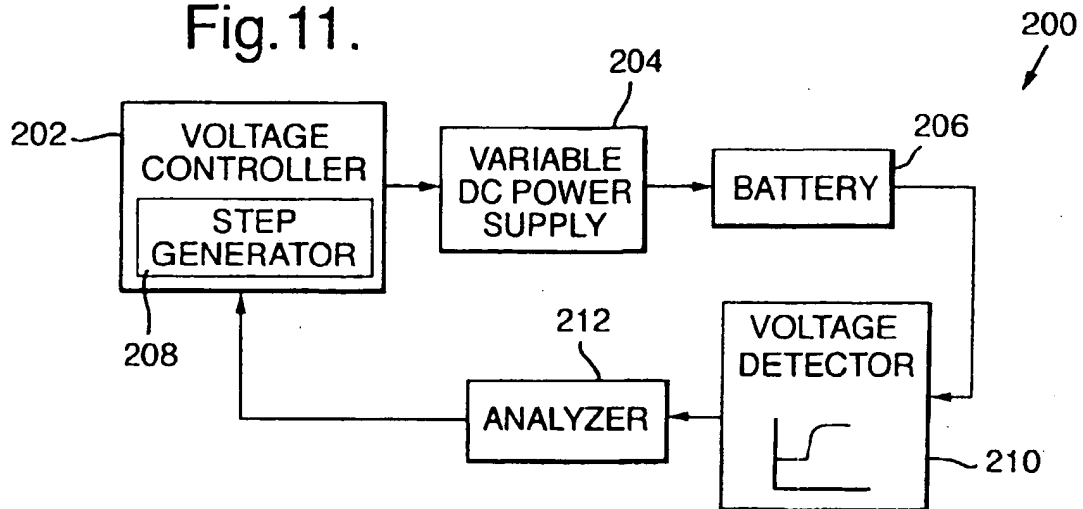 Fig.11.
200
202
VOLTAGE
CONTROLLER
STEP
GENERATOR
208
204
VARIABLE
DC POWER
SUPPLY
206
BATTERY
212
ANALYZER
VOLTAGE
DETECTOR
210